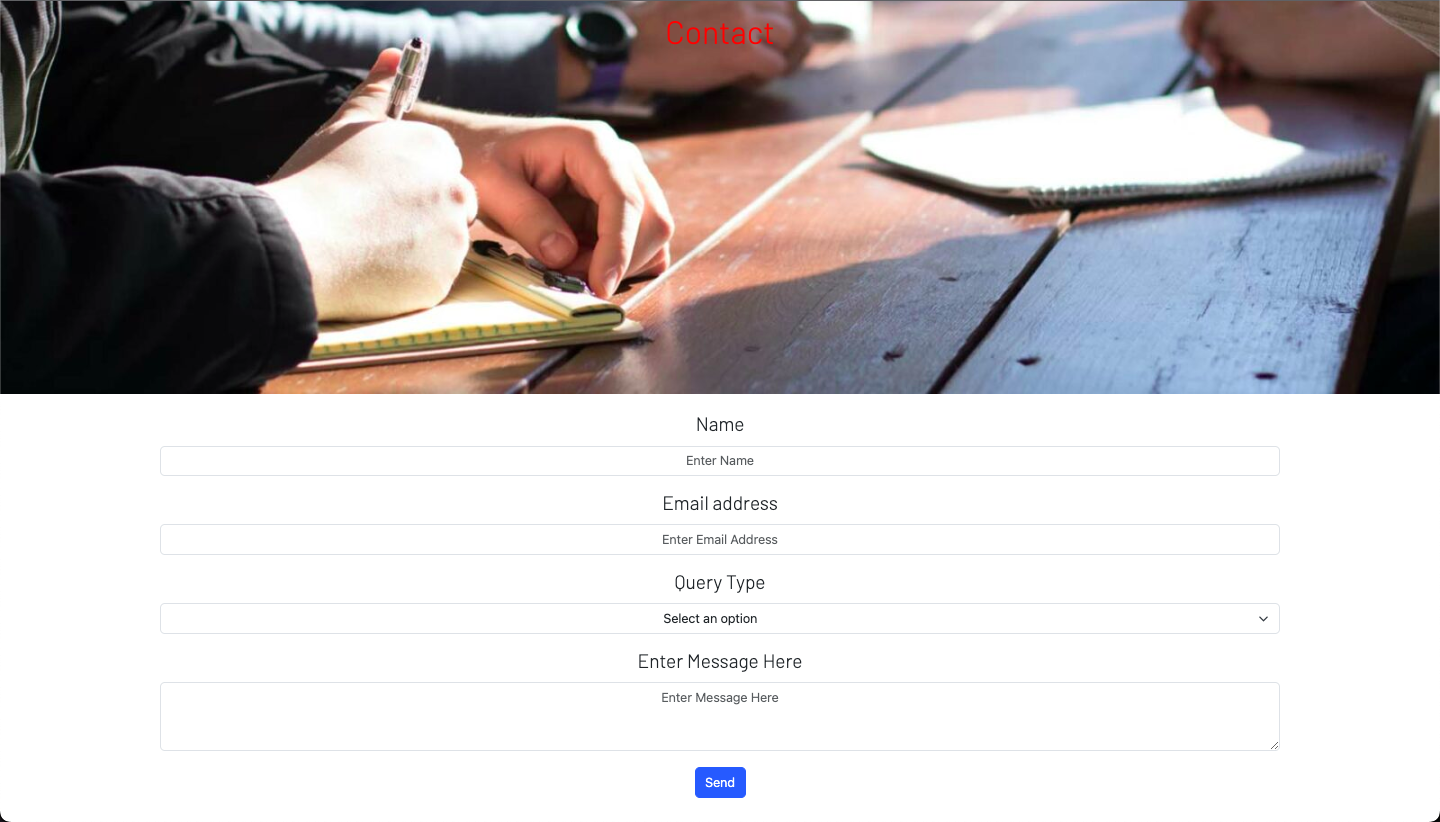 Contact
Name
Enter Name
Email address
Enter Email Address
Query Type
Select an option
Enter Message Here
Enter Message Here
Send